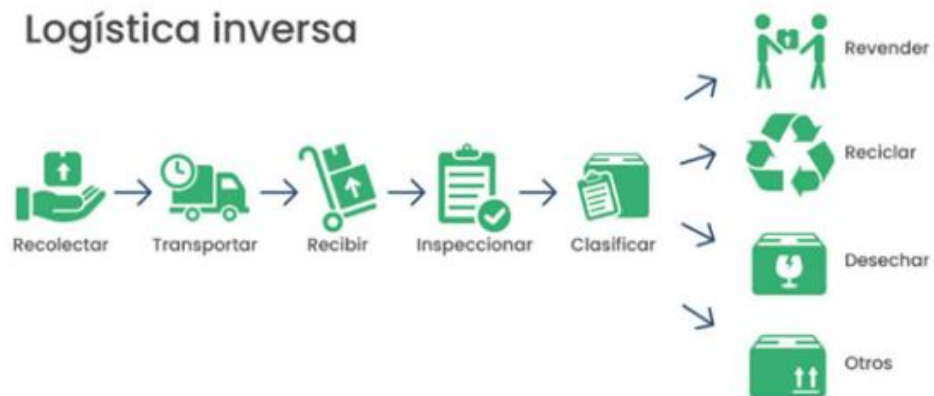 Logística inversa
Recolectar
Transportar
Recibir
Inspeccionar
Clasificar
Revender
Reciclar
Desechar
Otros